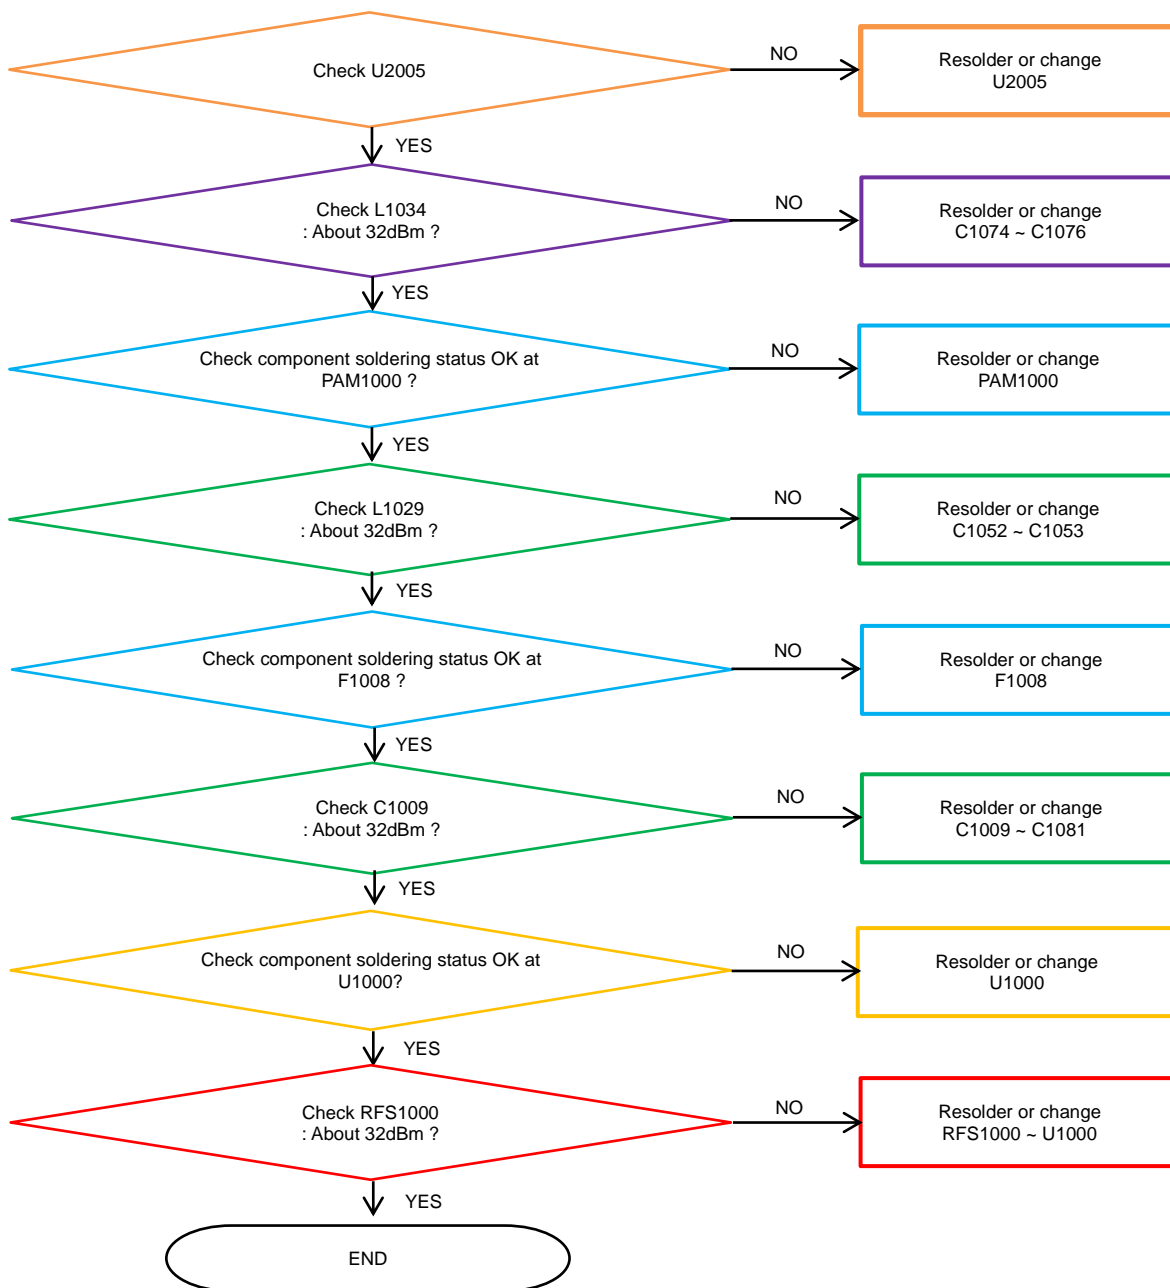 Check U2005
NO
Resolder or change
U2005
YES
Check L1034
: About 32dBm ?
NO
Resolder or change
C1074 ~ C1076
YES
Check component soldering status OK at
PAM1000 ?
NO
Resolder or change
PAM1000
YES
Check L1029
: About 32dBm ?
NO
Resolder or change
C1052 ~ C1053
YES
Check component soldering status OK at
F1008 ?
NO
Resolder or change
F1008
YES
Check C1009
: About 32dBm ?
NO
Resolder or change
C1009 ~ C1081
YES
Check component soldering status OK at
U1000?
NO
Resolder or change
U1000
YES
Check RFS1000
: About 32dBm ?
NO
Resolder or change
RFS1000 ~ U1000
YES
END